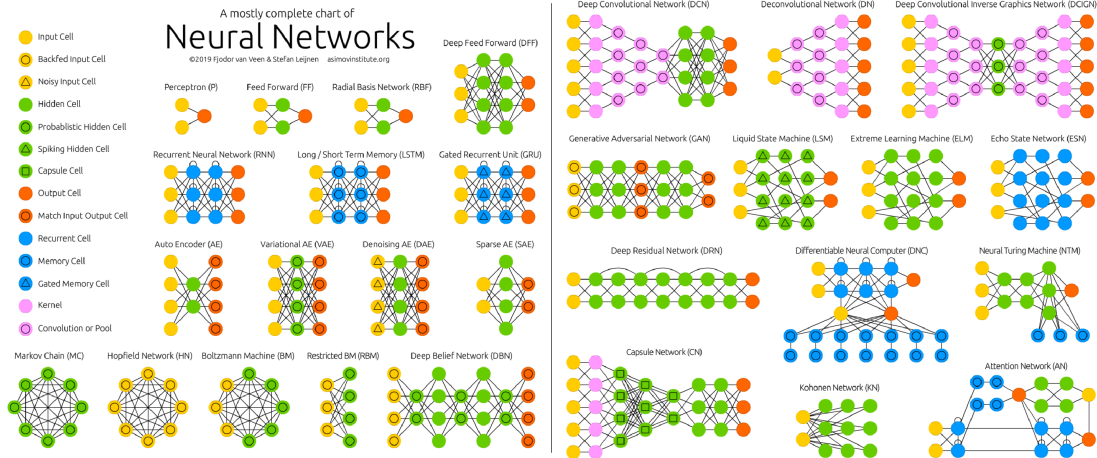 A mostly complete chart of
Neural Networks
©2019 Fjodor van Veen & Stefan Leijnen asimovinstitute.org
Input Cell
Backfed Input Cell
Noisy Input Cell
Hidden Cell
Probablistic Hidden Cell
Spiking Hidden Cell
Capsule Cell
Output Cell
Match Input Output Cell
Recurrent Cell
Memory Cell
Gated Memory Cell
Kernel
Convolution or Pool
Deep Feed Forward (DFF)
Perceptron (P)
Feed Forward (FF)
Radial Basis Network (RBF)
Recurrent Neural Network (RNN)
Long / Short Term Memory (LSTM)
Gated Recurrent Unit (GRU)
Auto Encoder (AE)
Variational AE (VAE)
Denoising AE (DAE)
Sparse AE (SAE)
Markov Chain (MC)
Hopfield Network (HN)
Boltzmann Machine (BM)
Restricted BM (RBM)
Deep Belief Network (DBN)
Deep Convolutional Network (DCN)
Deconvolutional Network (DN)
Deep Convolutional Inverse Graphics Network (DCIGN)
Generative Adversarial Network (GAN)
Liquid State Machine (LSM)
Extreme Learning Machine (ELM)
Echo State Network (ESN)
Deep Residual Network (DRN)
Differentiable Neural Computer (DNC)
Neural Turing Machine (NTM)
Capsule Network (CN)
Kohonen Network (KN)
Attention Network (AN)